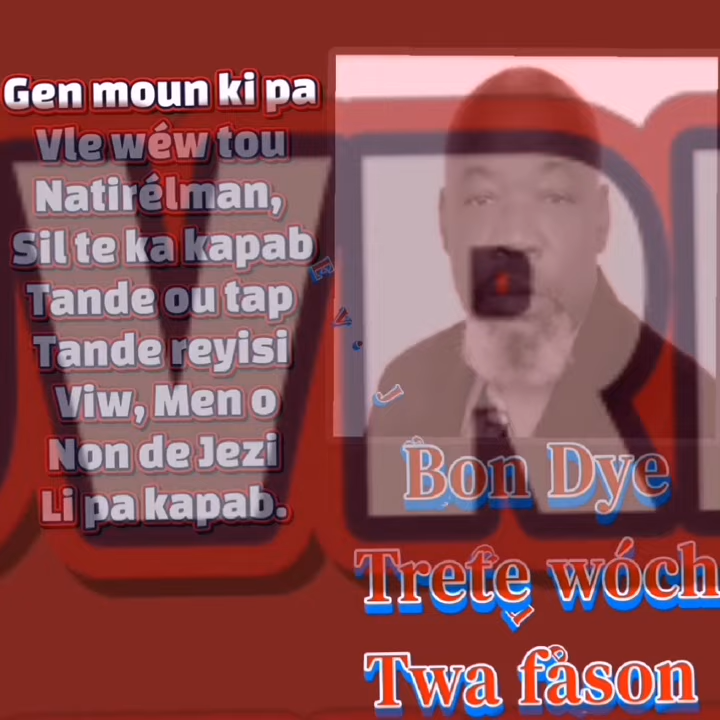 Gen moun ki pa
Vle wéw tou
Natirélman,
Sil te ka kapab
Tande ou tap
Tande reyisi
Viw, Men o
Non de Jezi
Li pa kapab.
Bon Dye
Trete wóch
Twa fason